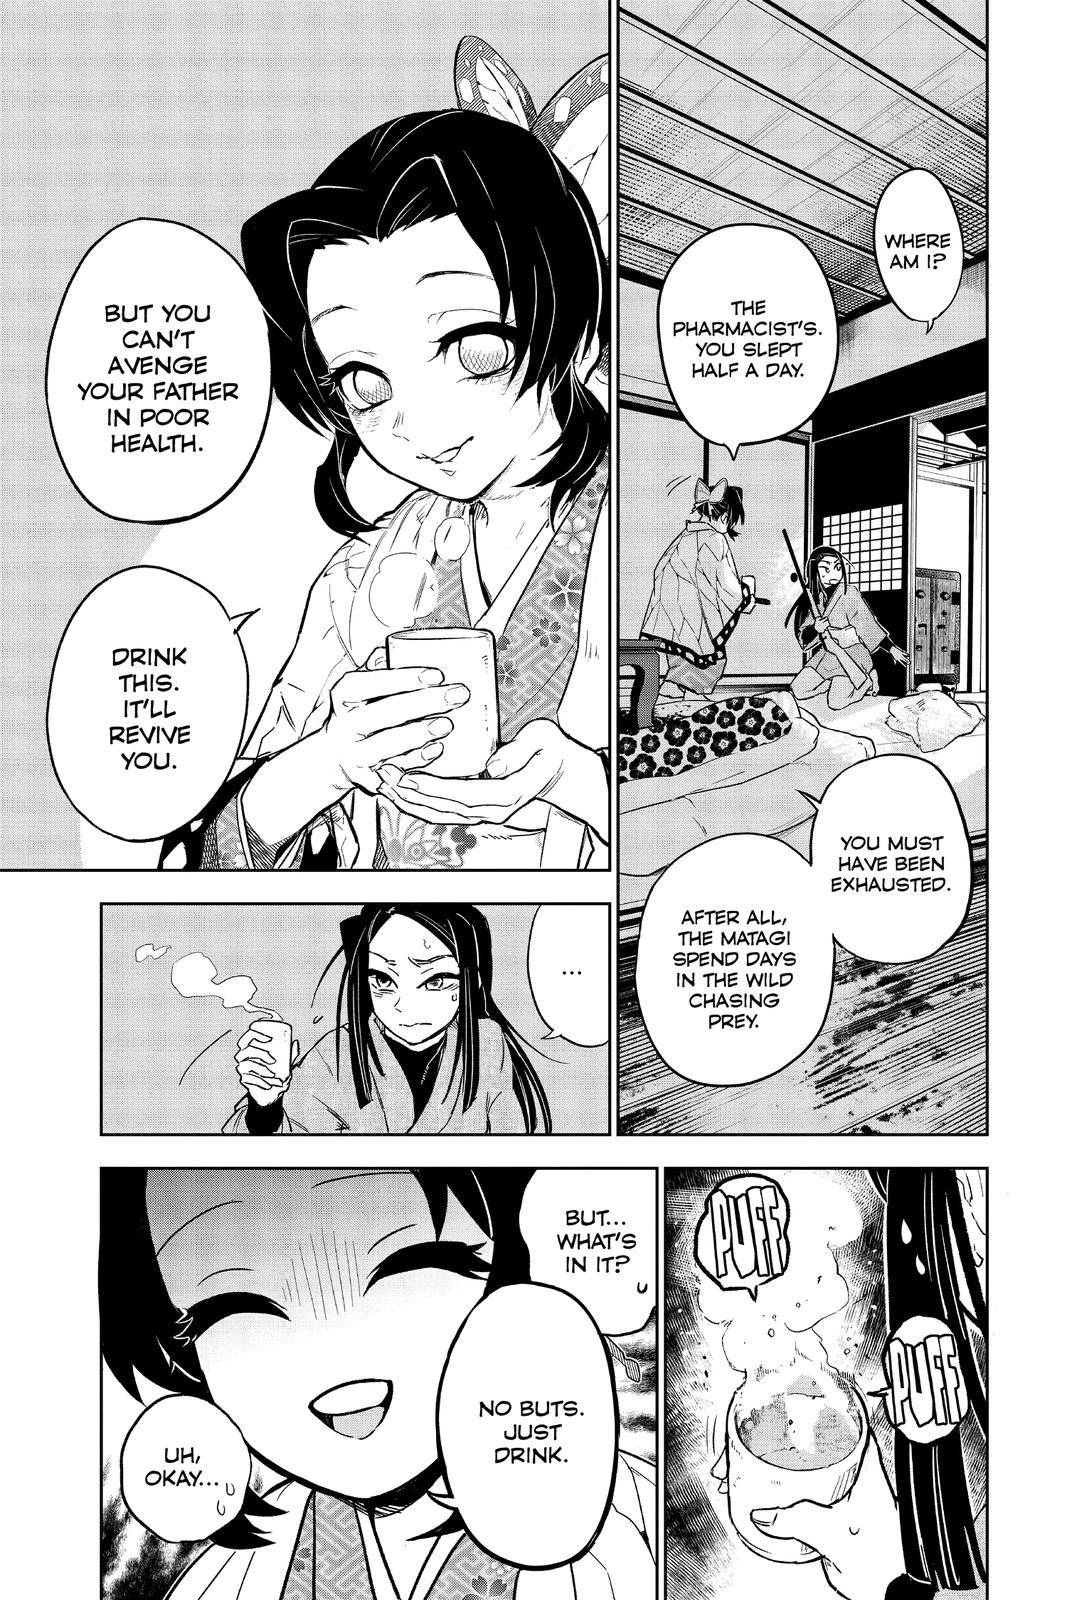 WHERE
AM I?
THE
PHARMACIST'S.
YOU SLEPT
HALF A DAY.
YOU MUST
HAVE BEEN
EXHAUSTED.
AFTER ALL,
THE MATAGI
SPEND DAYS
IN THE WILD
CHASING
PREY.
BUT YOU
CAN'T
AVENGE
YOUR FATHER
IN POOR
HEALTH.
DRINK
THIS.
IT'LL
REVIVE
YOU.
...
PUFF
PUFF
BUT...
WHAT'S
IN IT?
NO BUTS.
JUST
DRINK.
UH,
OKAY...